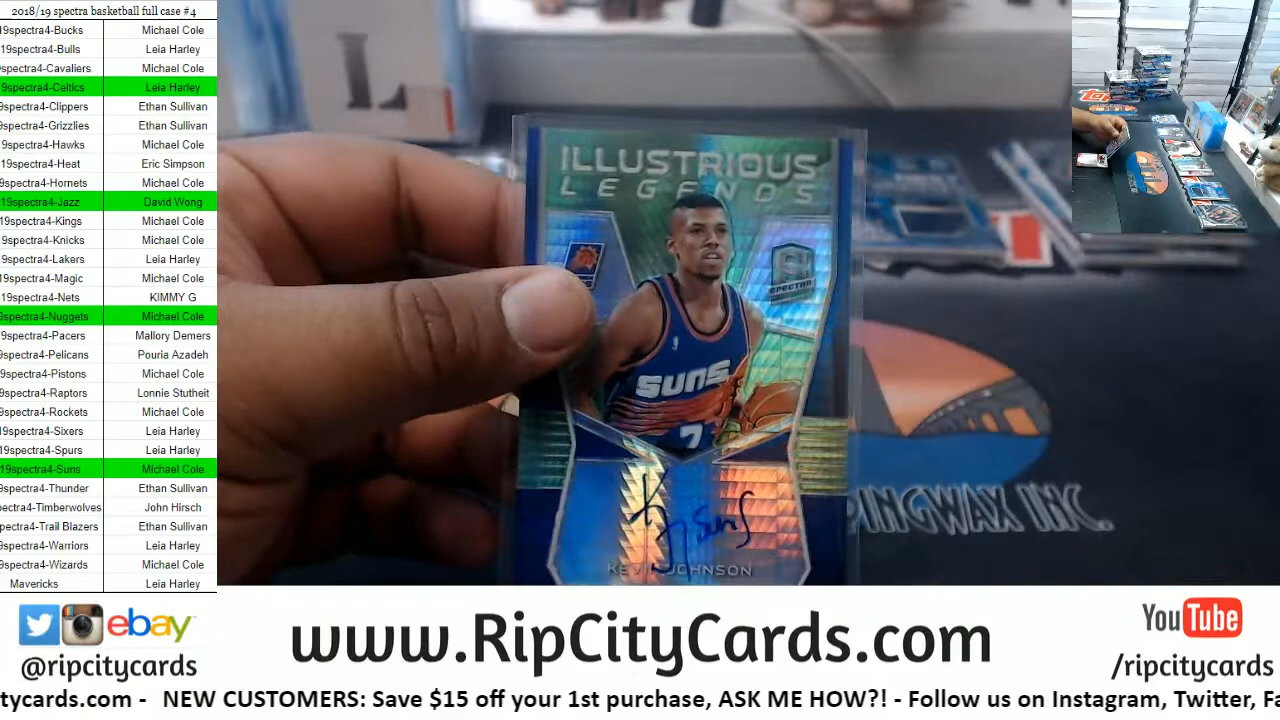 2018/19 spectra basketball full case #4
19spectra4-Bucks Michael Cole
19spectra4-Bulls Leia Harley
spectra4-Cavaliers Michael Cole
9spectra4-Celtics Leia Harley
9spectra4-Clippers Ethan Sullivan
9spectra4-Grizzlies Ethan Sullivan
9spectra4-Hawks Michael Cole
19spectra4-Heat Eric Simpson
9spectra4-Hornets Michael Cole
19spectra4-Jazz David Wong
19spectra4-Kings Michael Cole
9spectra4-Knicks Michael Cole
9spectra4-Lakers Leia Harley
19spectra4-Magic Michael Cole
19spectra4-Nets KIMMY G
9spectra4-Nuggets Michael Cole
9spectra4-Pacers Mallory Demers
9spectra4-Pelicans Pouria Azadeh
9spectra4-Pistons Michael Cole
9spectra4-Raptors Lonnie Stutheit
9spectra4-Rockets Michael Cole
9spectra4-Sixers Leia Harley
19spectra4-Spurs Leia Harley
19spectra4-Suns Michael Cole
9spectra4-Thunder Ethan Sullivan
pectra4-Timberwolves John Hirsch
pectra4-Trail Blazers Ethan Sullivan
9spectra4-Warriors Leia Harley
9spectra4-Wizards Michael Cole
Mavericks Leia Harley
ILLUSTRIOUS
LEGENDS
SPECTRA
SUNS
7
KEVIN JOHNSON
PINGWAX INC.
ebay
@ripcitycards
www.RipCityCards.com
YouTube
/ripcitycards
tycards.com - NEW CUSTOMERS: Save $15 off your 1st purchase, ASK ME HOW?! - Follow us on Instagram, Twitter, Fa